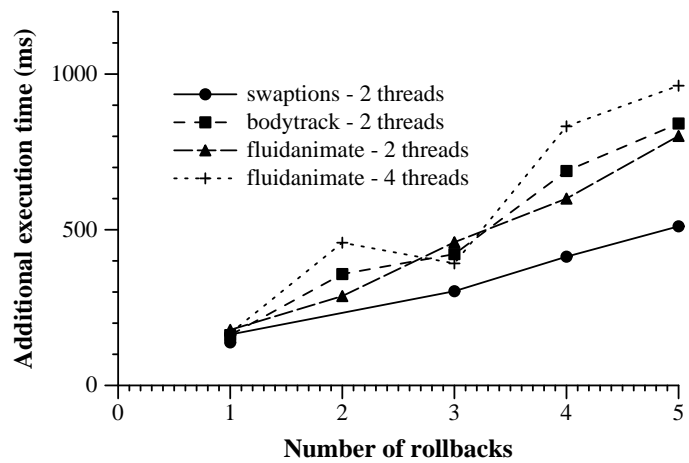 1000
500
0
Additional execution time (ms)
swaptions - 2 threads
bodytrack - 2 threads
fluidanimate - 2 threads
fluidanimate - 4 threads
0 1 2 3 4 5
Number of rollbacks